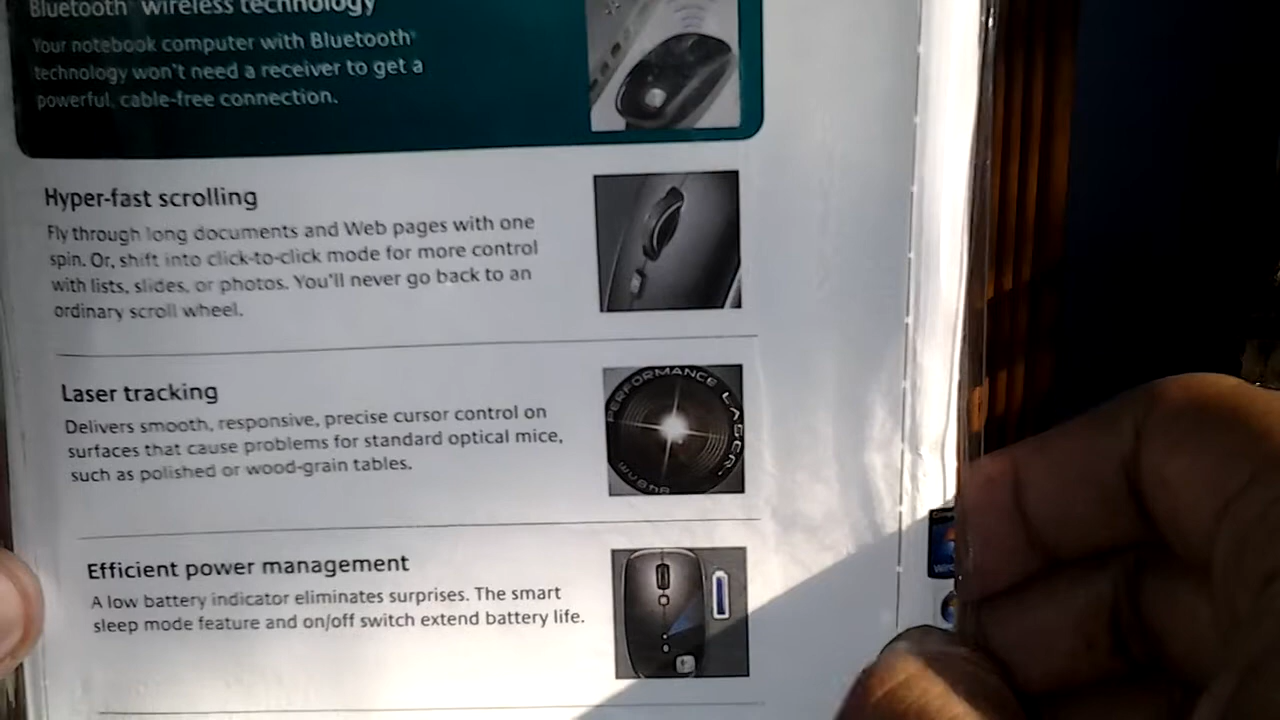 Bluetooth® wireless technology
Your notebook computer with Bluetooth®
technology won't need a receiver to get a
powerful, cable-free connection.
Hyper-fast scrolling
Fly through long documents and Web pages with one
spin. Or, shift into click-to-click mode for more control
with lists, slides, or photos. You'll never go back to an
ordinary scroll wheel.
PERFORMANCE LASER
Laser tracking
Delivers smooth, responsive, precise cursor control on
surfaces that cause problems for standard optical mice,
such as polished or wood-grain tables.
Efficient power management
A low battery indicator eliminates surprises. The smart
sleep mode feature and on/off switch extend battery life.